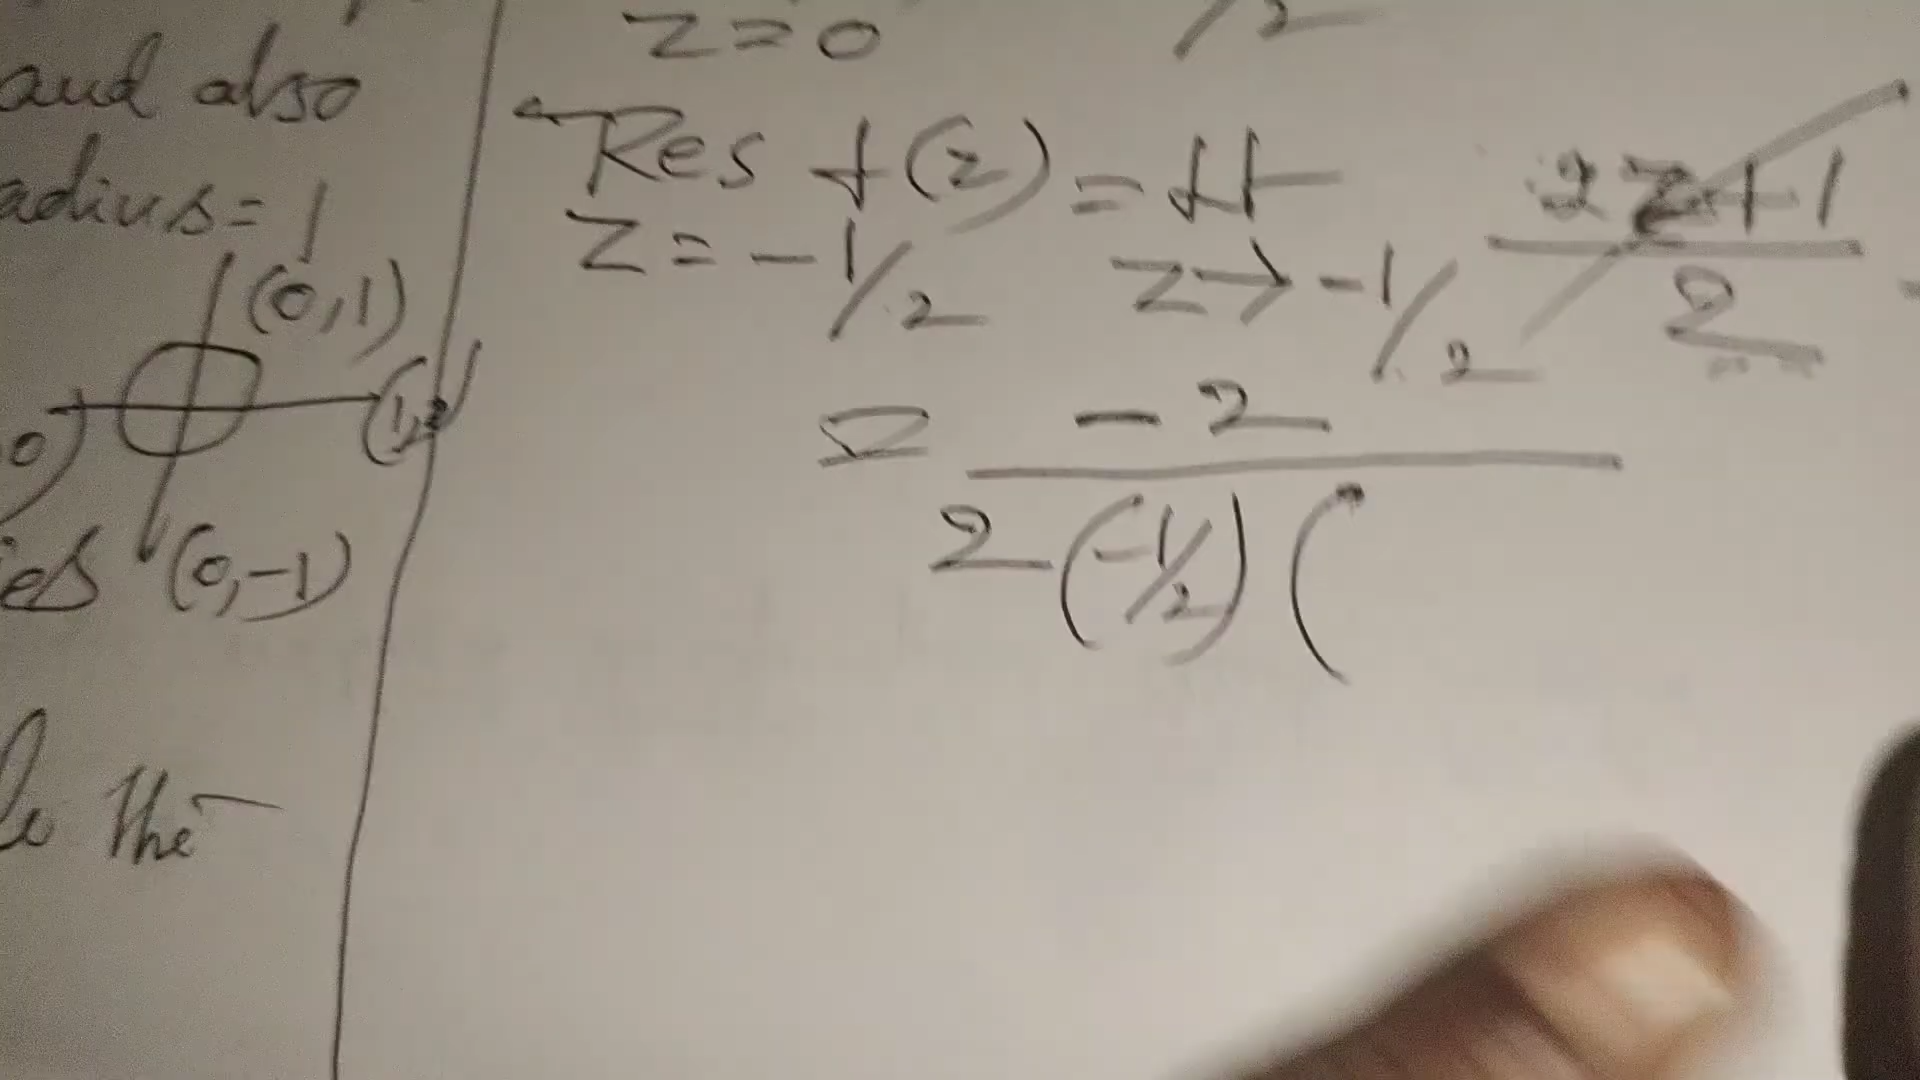 and also
adius = 1
(0,1)
0)
(0,-1)
the
z = 0
/2
Res f(z) = lt 2z+1/2
z = -1/2 z → -1/2
= -2
2(-1/2)(